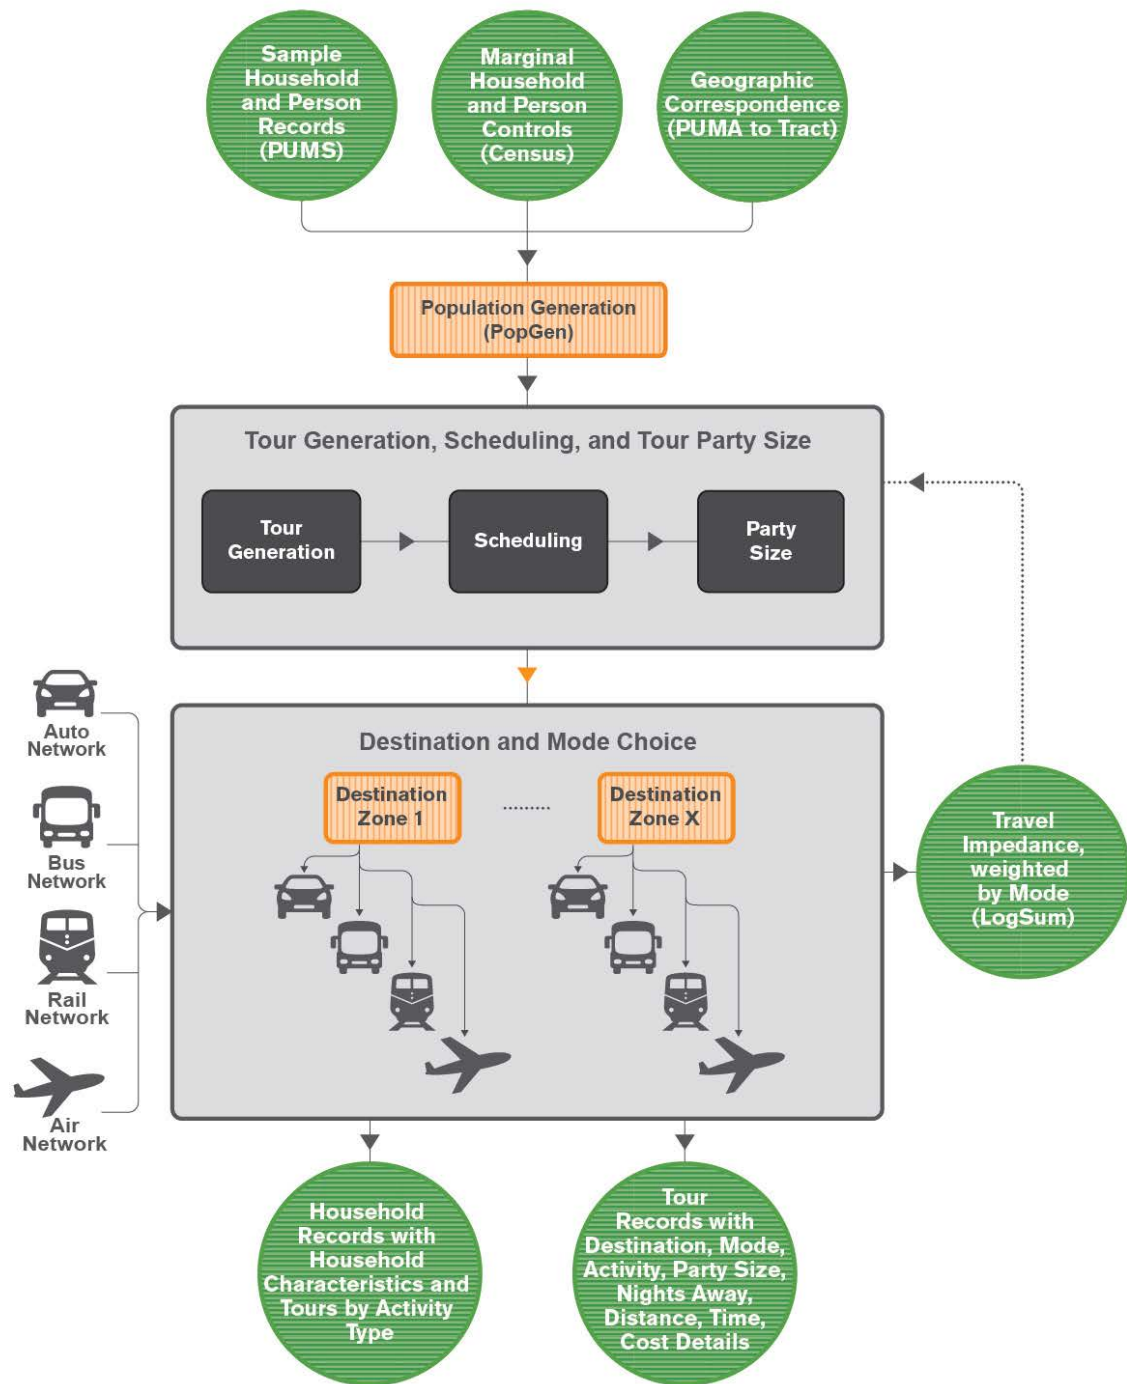 Sample
Household
and Person
Records
(PUMS)
Marginal
Household
and Person
Controls
(Census)
Geographic
Correspondence
(PUMA to Tract)
Population Generation
(PopGen)
Tour Generation, Scheduling, and Tour Party Size
Tour
Generation
Scheduling
Party
Size
Auto
Network
Bus
Network
Rail
Network
Air
Network
Destination and Mode Choice
Destination
Zone 1
.........
Destination
Zone X
Travel
Impedance,
weighted
by Mode
(LogSum)
Household
Records with
Household
Characteristics and
Tours by Activity
Type
Tour
Records with
Destination, Mode,
Activity, Party Size,
Nights Away,
Distance, Time,
Cost Details